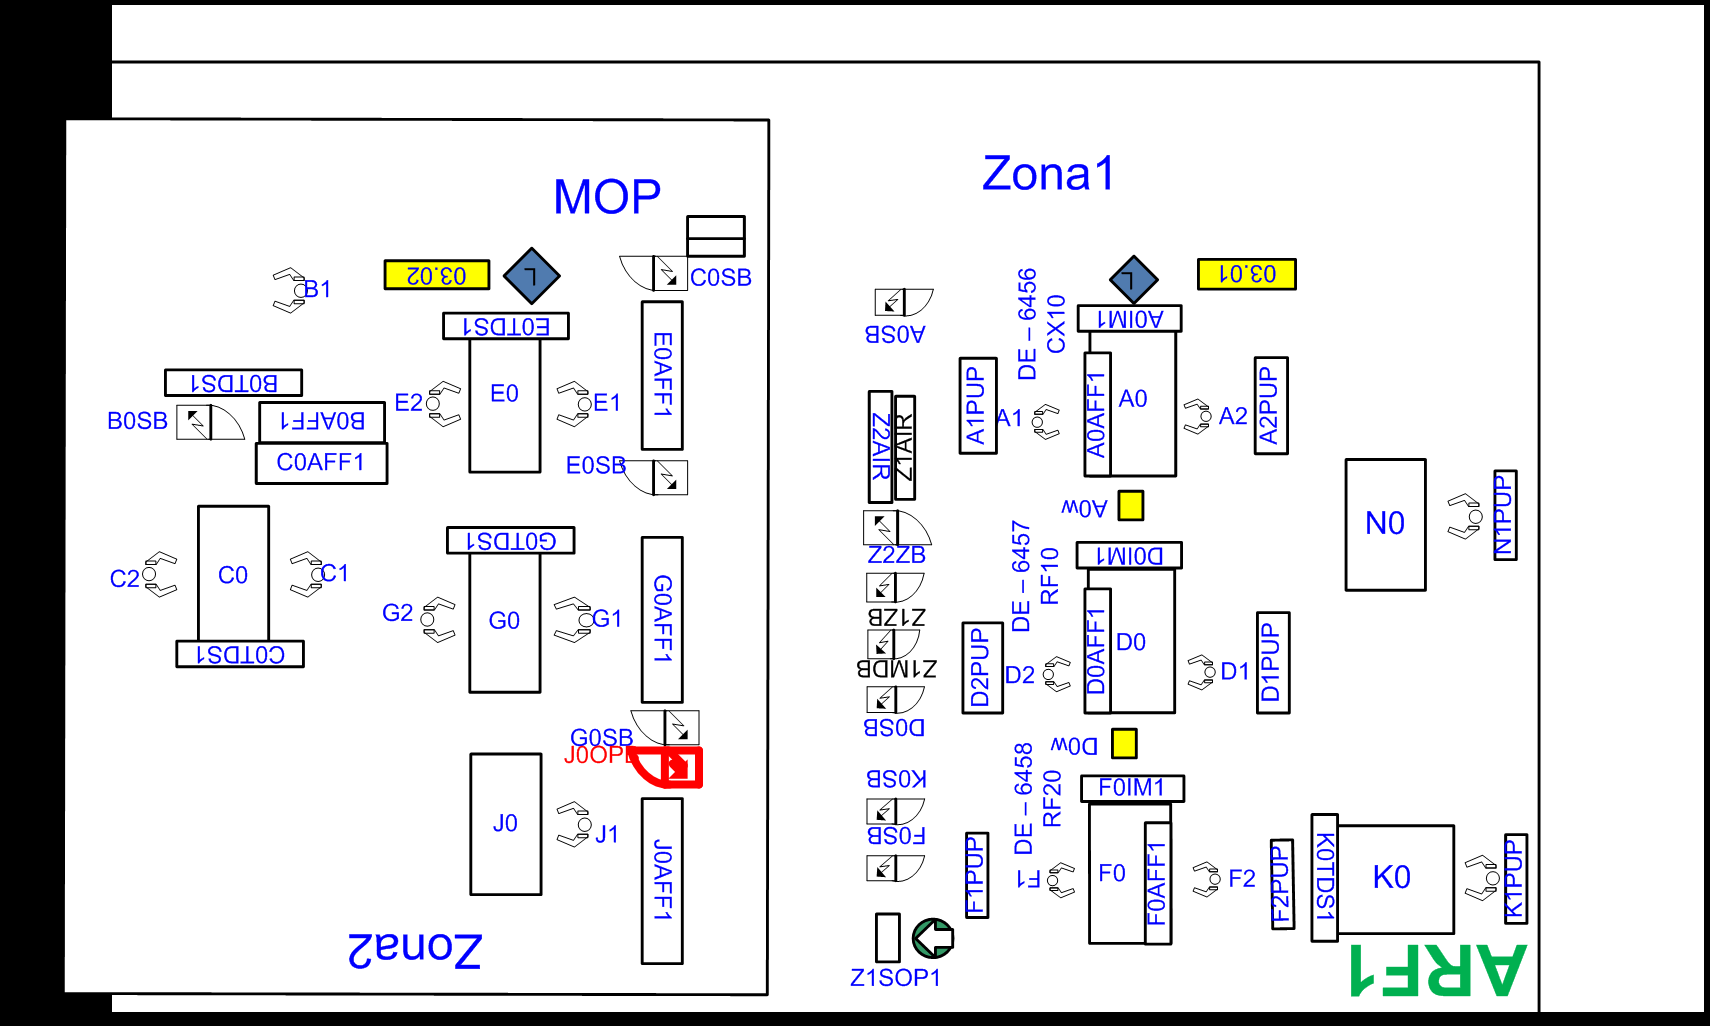 Zona1
MOP
C0SB
03.02
L
B1
E0TDS1
E0AFF1
E2
E0
E1
B0TDS1
B0SB
B0AFF1
C0AFF1
E0SB
G0TDS1
C2
C0
C1
G2
G0
G1
G0AFF1
C0TDS1
G0SB
J0
J1
J0AFF1
Zona2
A0SB
DE – 6456
CX10
L
03.01
A0IM1
A1PUP
A1
A0AFF1
A0
A2
A2PUP
Z2AIR
Z1AIR
A0w
N0
N1PUP
Z2ZB
Z1ZB
Z1MDB
D0SB
DE – 6457
RF10
D0IM1
D2PUP
D2
D0AFF1
D0
D1
D1PUP
D0w
K0SB
F0SB
DE – 6458
RF20
F0IM1
F1PUP
F1
F0
F0AFF1
F2
F2PUP
K0TDS1
K0
K1PUP
Z1SOP1
ARF1